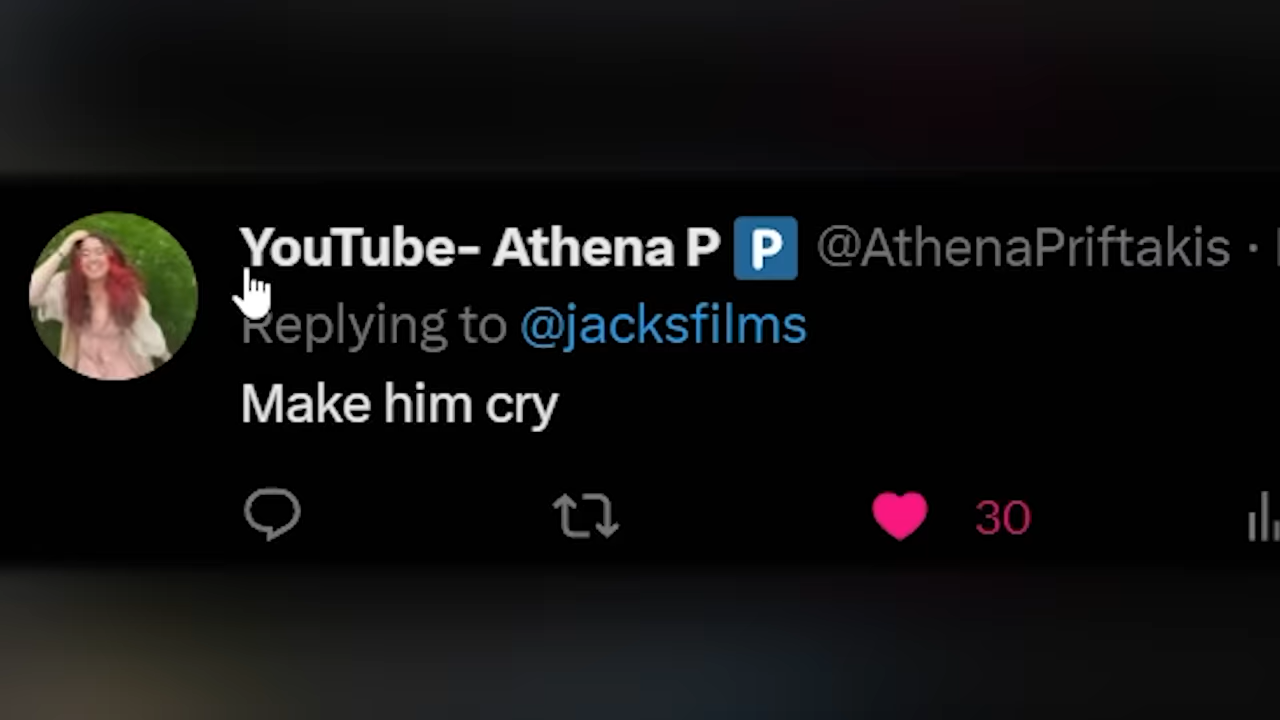 YouTube- Athena P 🅿️ @AthenaPriftakis ·
Replying to @jacksfilms
Make him cry
30